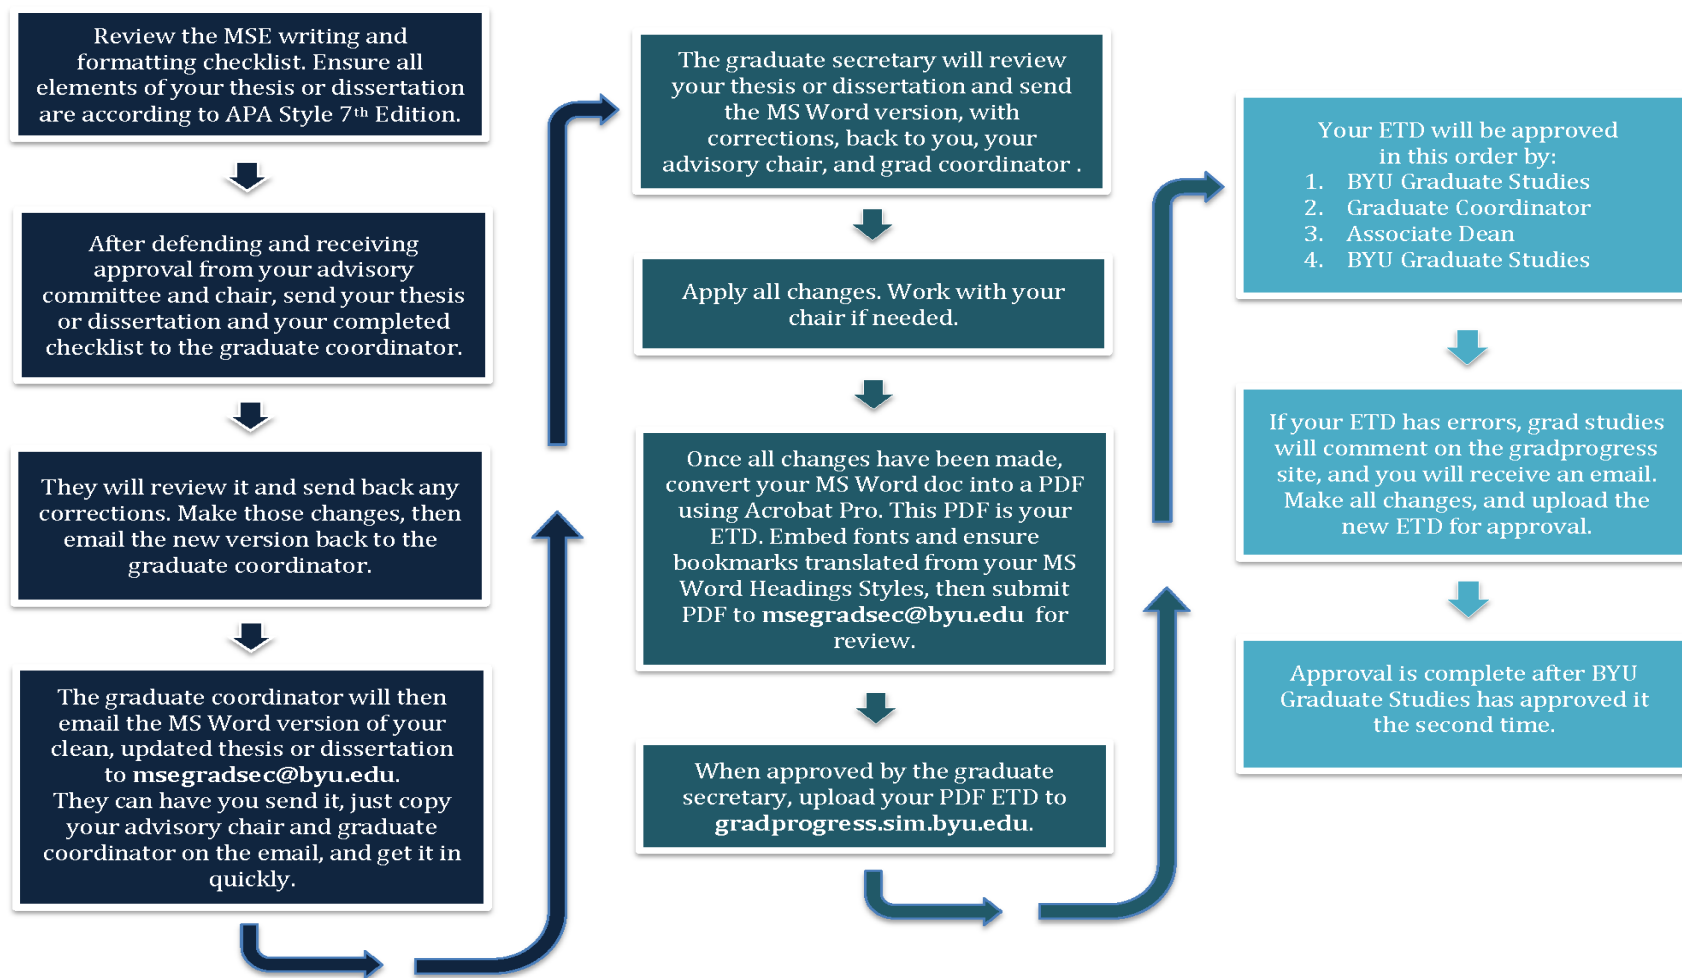 Review the MSE writing and
formatting checklist. Ensure all
elements of your thesis or dissertation
are according to APA Style 7th Edition.
After defending and receiving
approval from your advisory
committee and chair, send your thesis
or dissertation and your completed
checklist to the graduate coordinator.
They will review it and send back any
corrections. Make those changes, then
email the new version back to the
graduate coordinator.
The graduate coordinator will then
email the MS Word version of your
clean, updated thesis or dissertation
to msegradsec@byu.edu.
They can have you send it, just copy
your advisory chair and graduate
coordinator on the email, and get it in
quickly.
The graduate secretary will review
your thesis or dissertation and send
the MS Word version, with
corrections, back to you, your
advisory chair, and grad coordinator .
Apply all changes. Work with your
chair if needed.
Once all changes have been made,
convert your MS Word doc into a PDF
using Acrobat Pro. This PDF is your
ETD. Embed fonts and ensure
bookmarks translated from your MS
Word Headings Styles, then submit
PDF to msegradsec@byu.edu for
review.
When approved by the graduate
secretary, upload your PDF ETD to
gradprogress.sim.byu.edu.
Your ETD will be approved
in this order by:
1. BYU Graduate Studies
2. Graduate Coordinator
3. Associate Dean
4. BYU Graduate Studies
If your ETD has errors, grad studies
will comment on the gradprogress
site, and you will receive an email.
Make all changes, and upload the
new ETD for approval.
Approval is complete after BYU
Graduate Studies has approved it
the second time.